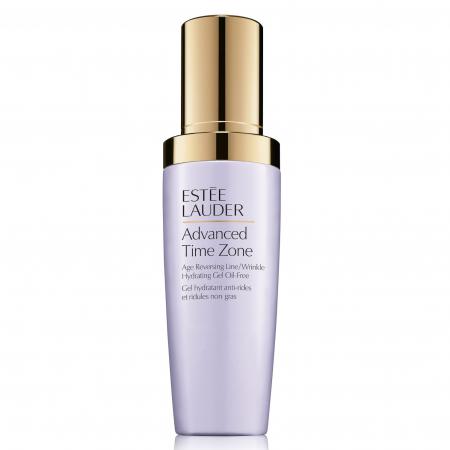 ESTĒE
LAUDER
Advanced
Time Zone
Age Reversing Line/Wrinkle
Hydrating Gel Oil-Free
Gel hydratant anti-rides
et ridules non gras